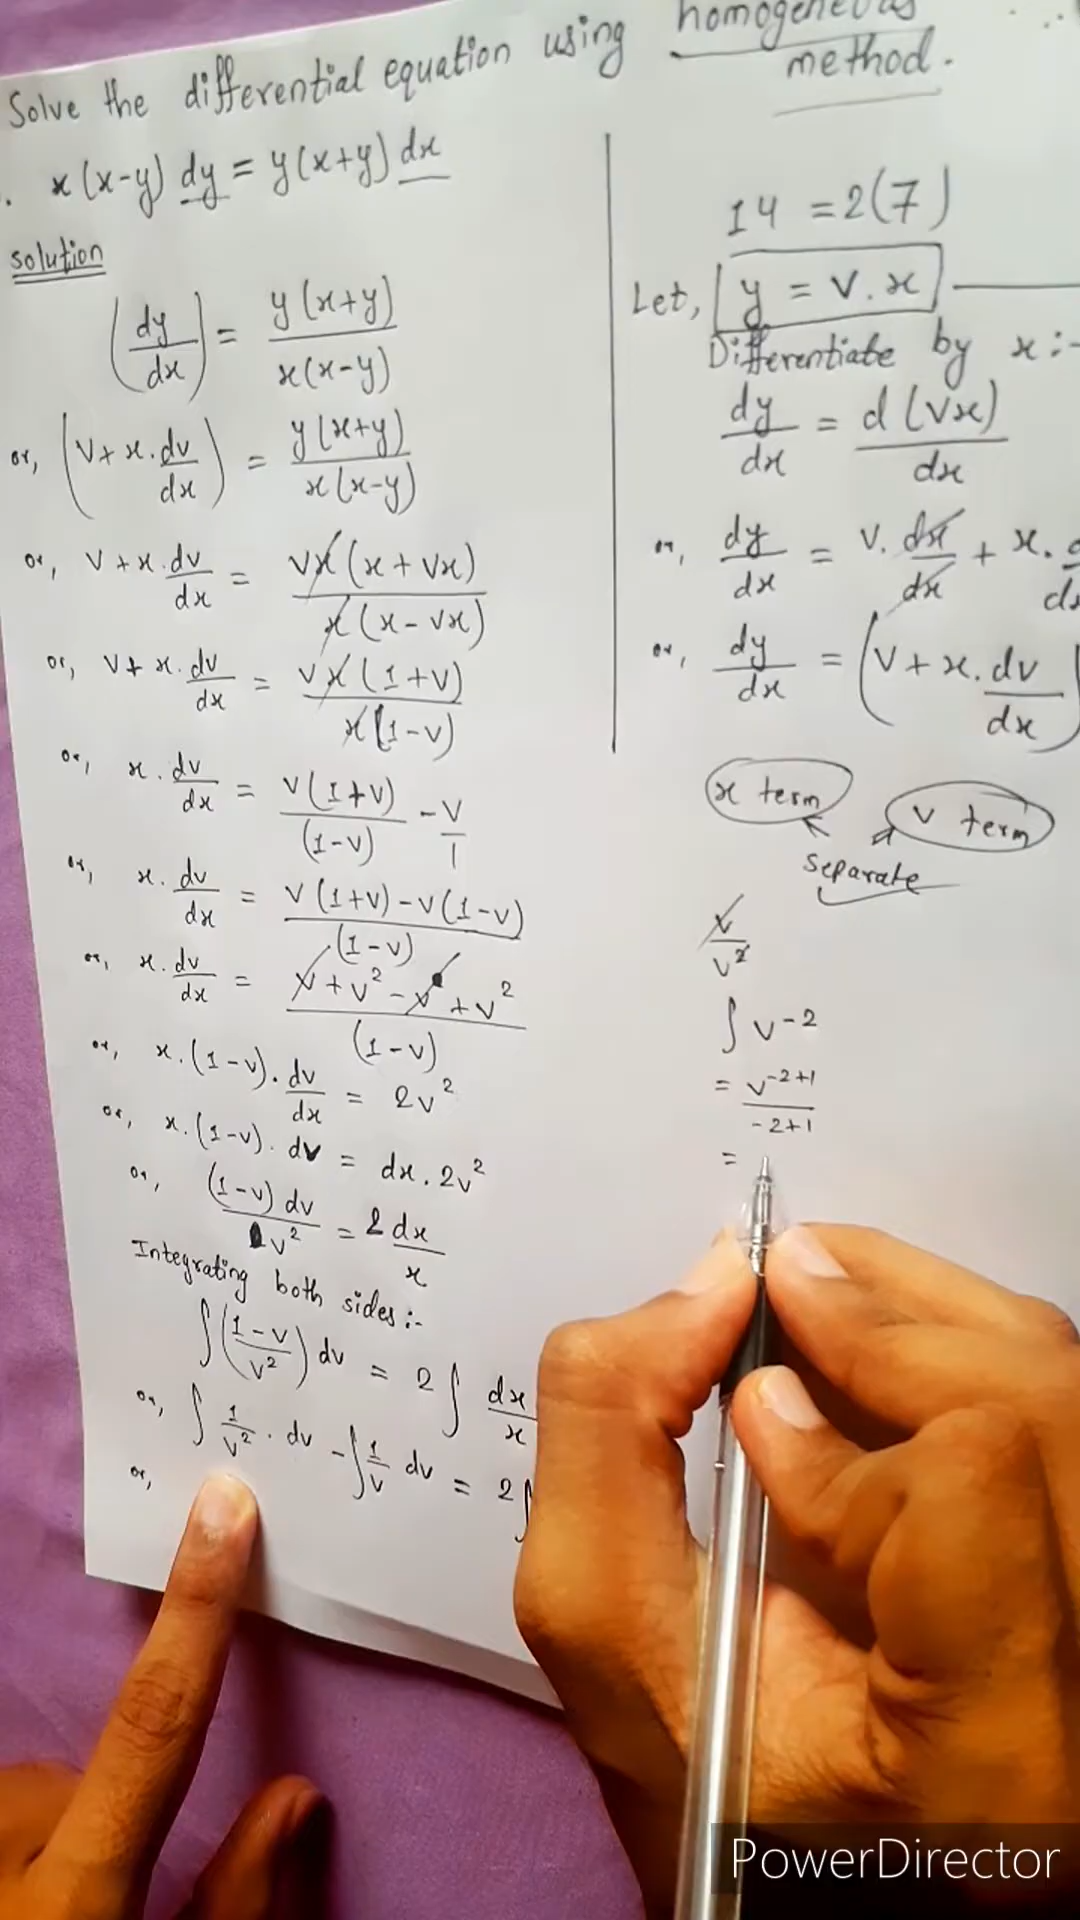 Solve the differential equation using homogeneous method.
x(x-y) dy = y(x+y) dx
solution
(dy/dx) = y(x+y)/x(x-y)
or, (V+x.dv/dx) = y(x+y)/x(x-y)
or, V+x.dv/dx = vx(x+vx)/x(x-vx)
or, V+x.dv/dx = vx(1+v)/x(1-v)
or, x.dv/dx = v(1+v)/(1-v) - v/1
or, x.dv/dx = v(1+v)-v(1-v)/(1-v)
or, x.dv/dx = v+v²-v+v²/(1-v)
or, x.(1-v).dv/dx = 2v²
or, x.(1-v).dv = dx.2v²
or, (1-v)dv/v² = 2dx/x
Integrating both sides:-
∫(1-v/v²)dv = 2∫dx/x
or, ∫1/v².dv - ∫1/v dv = 2∫
or,
14 = 2(7)
Let, y = v.x
Differentiate by x:-
dy/dx = d(vx)/dx
or, dy/dx = v.dx/dx + x.
or, dy/dx = (v+x.dv/dx)
x term v term
separate
v/v²
∫v-2
= v-2+1/-2+1
=
PowerDirector